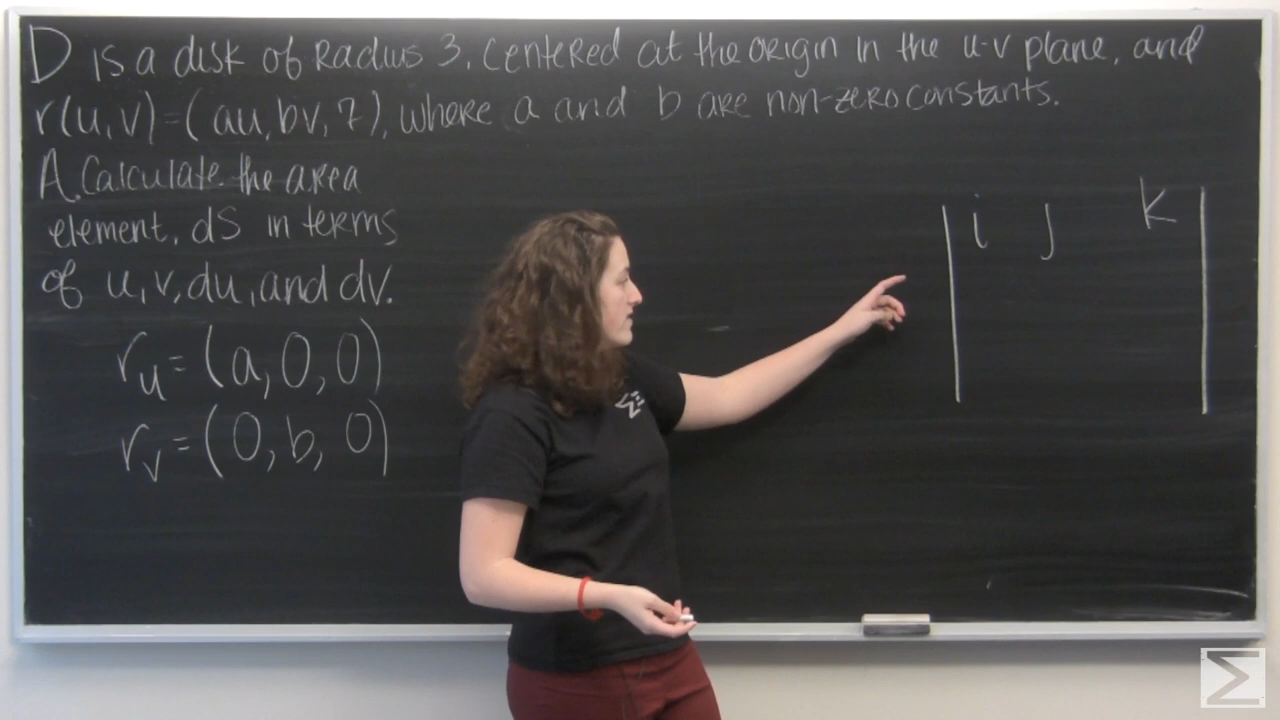 D is a disk of Radius 3, centered at the origin in the u-v plane, and
r(u,v)=(au,bv,7), where a and b are non-zero constants.
A. Calculate the area
element, dS in terms
of u,v,du,and dv.
r_u=(a,0,0)
r_v=(0,b,0)
i j k
Σ